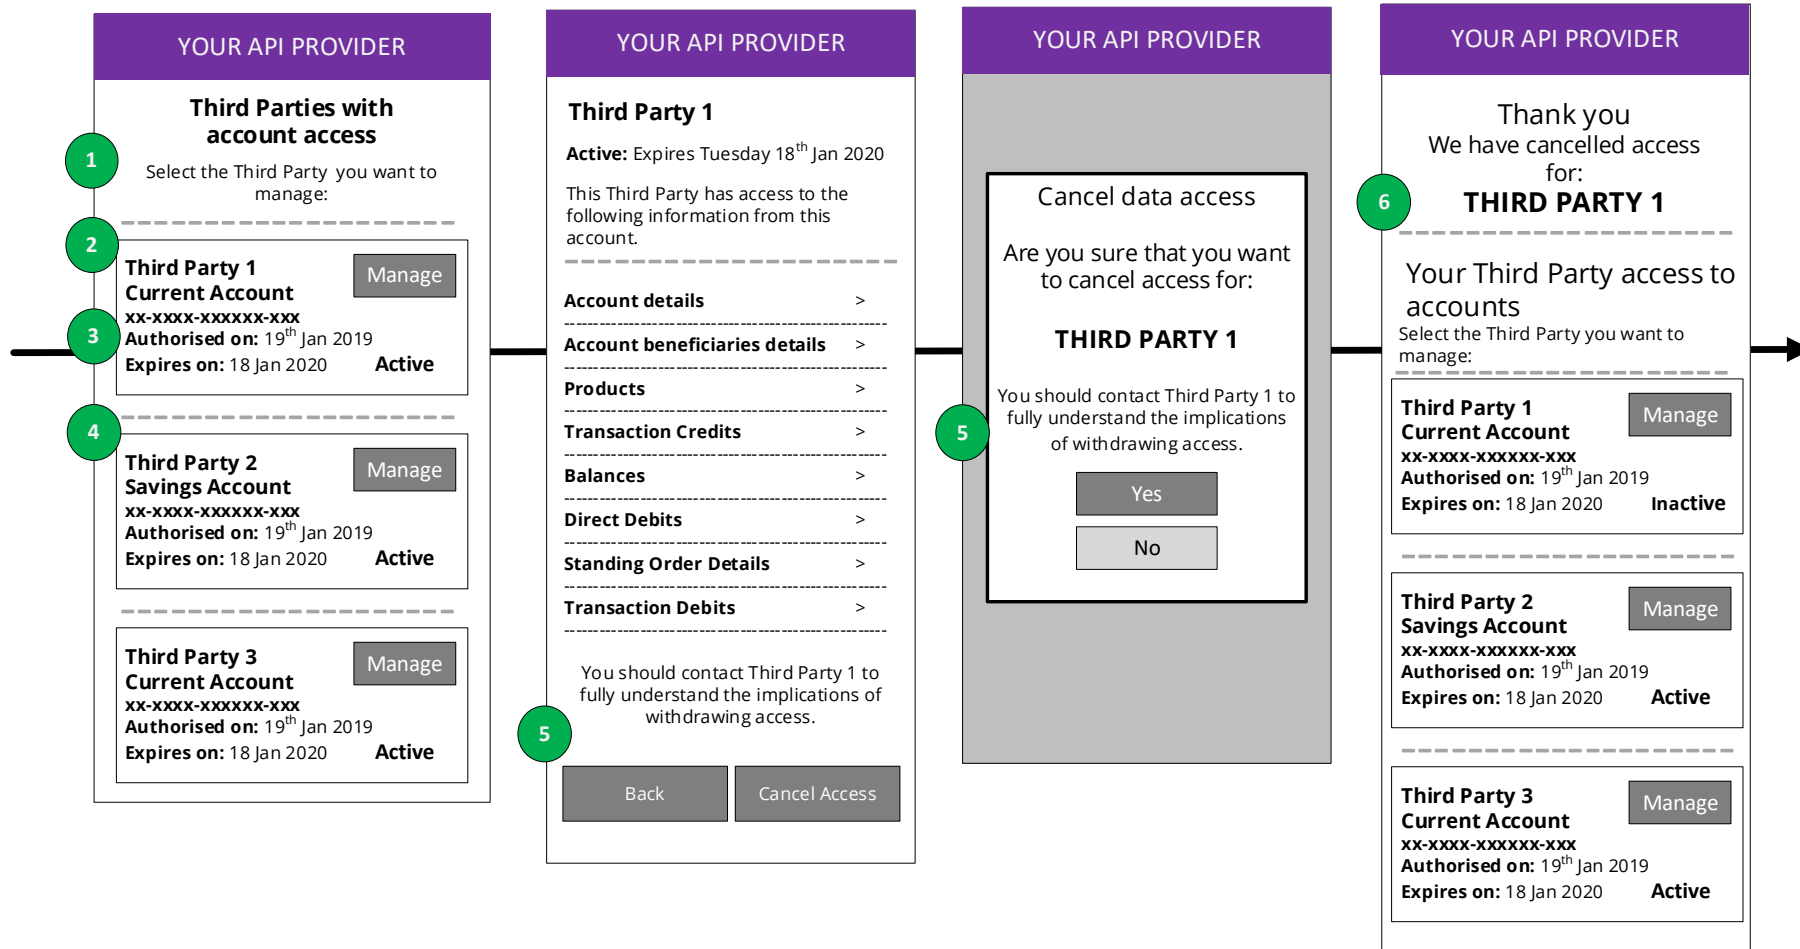 YOUR API PROVIDER
Third Parties with
account access
1
Select the Third Party you want to
manage:
2
Third Party 1
Manage
Current Account
xx-xxxx-xxxxxx-xxx
3
Authorised on: 19th Jan 2019
Expires on: 18 Jan 2020 Active
4
Third Party 2
Manage
Savings Account
xx-xxxx-xxxxxx-xxx
Authorised on: 19th Jan 2019
Expires on: 18 Jan 2020 Active
Third Party 3
Manage
Current Account
xx-xxxx-xxxxxx-xxx
Authorised on: 19th Jan 2019
Expires on: 18 Jan 2020 Active
YOUR API PROVIDER
Third Party 1
Active: Expires Tuesday 18th Jan 2020
This Third Party has access to the
following information from this
account.
Account details >
Account beneficiaries details >
Products >
Transaction Credits >
Balances >
Direct Debits >
Standing Order Details >
Transaction Debits >
You should contact Third Party 1 to
fully understand the implications of
withdrawing access.
5
Back Cancel Access
YOUR API PROVIDER
Cancel data access
Are you sure that you want
to cancel access for:
THIRD PARTY 1
You should contact Third Party 1 to
fully understand the implications
of withdrawing access.
5
Yes
No
YOUR API PROVIDER
Thank you
We have cancelled access
for:
6
THIRD PARTY 1
Your Third Party access to
accounts
Select the Third Party you want to
manage:
Third Party 1
Manage
Current Account
xx-xxxx-xxxxxx-xxx
Authorised on: 19th Jan 2019
Expires on: 18 Jan 2020 Inactive
Third Party 2
Manage
Savings Account
xx-xxxx-xxxxxx-xxx
Authorised on: 19th Jan 2019
Expires on: 18 Jan 2020 Active
Third Party 3
Manage
Current Account
xx-xxxx-xxxxxx-xxx
Authorised on: 19th Jan 2019
Expires on: 18 Jan 2020 Active